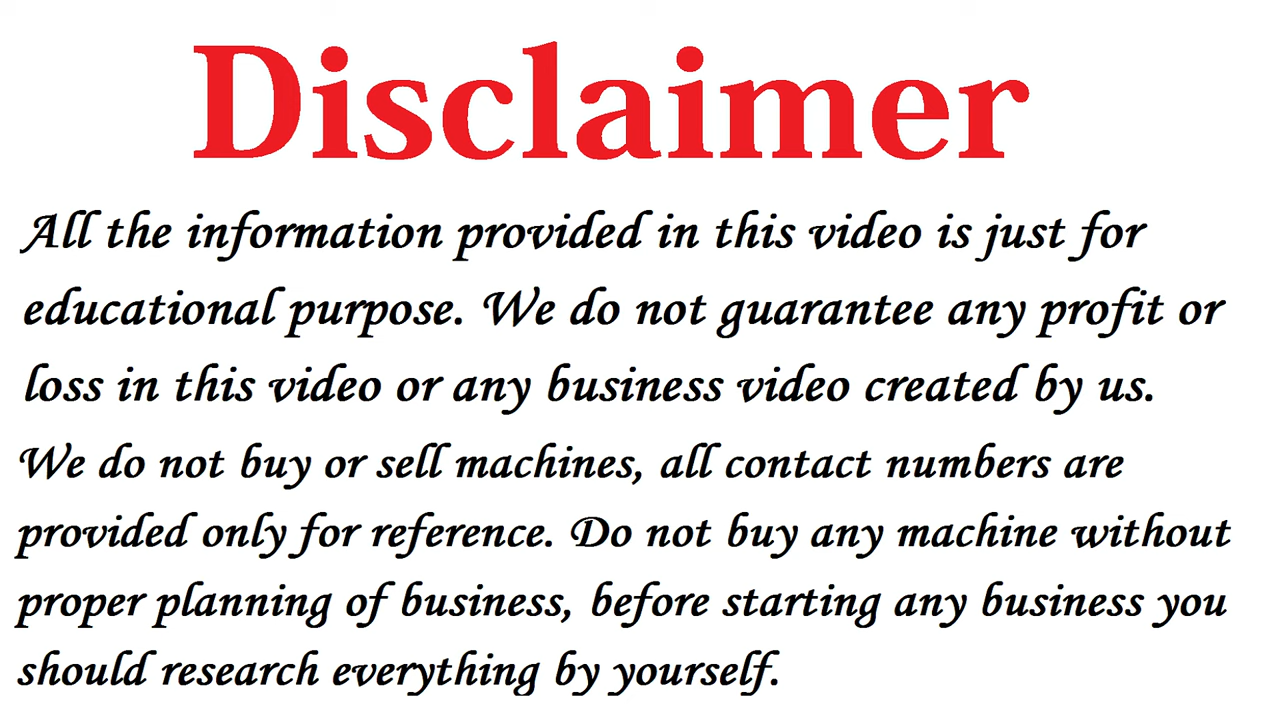 Disclaimer
All the information provided in this video is just for
educational purpose. We do not guarantee any profit or
loss in this video or any business video created by us.
We do not buy or sell machines, all contact numbers are
provided only for reference. Do not buy any machine without
proper planning of business, before starting any business you
should research everything by yourself.